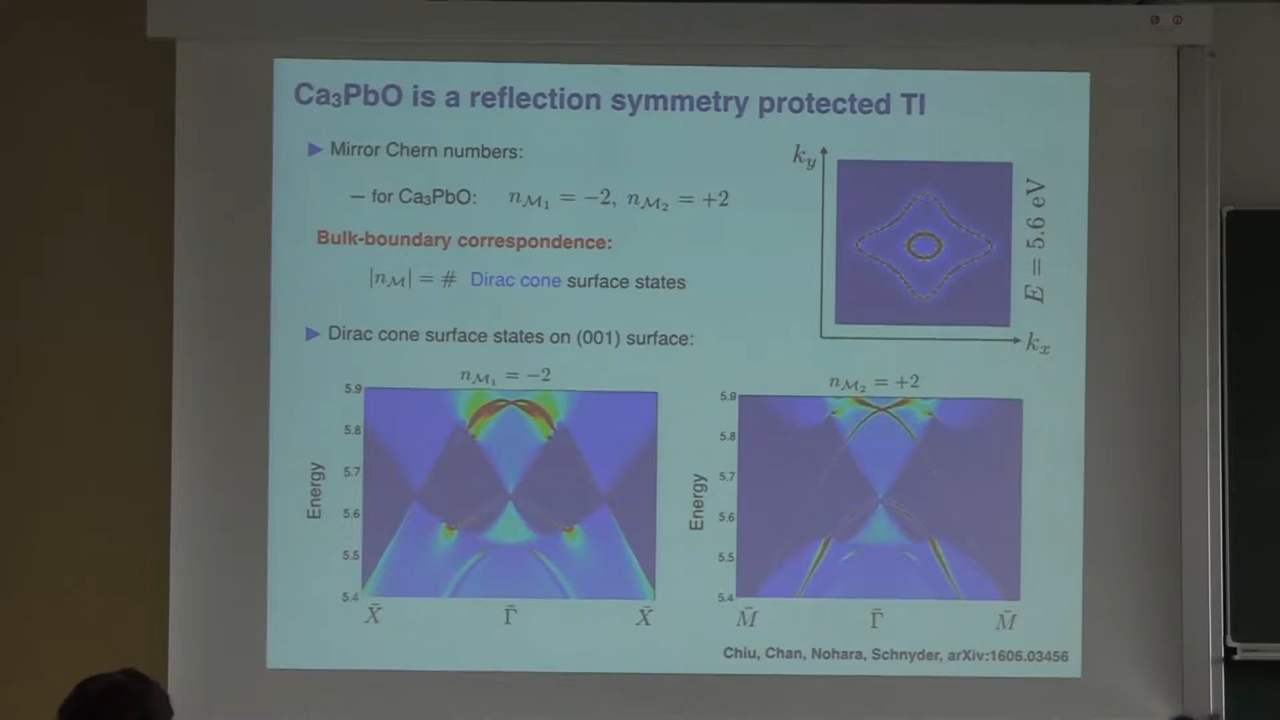 Ca₃PbO is a reflection symmetry protected TI
▶ Mirror Chern numbers:
– for Ca₃PbO: n_M₁ = −2, n_M₂ = +2
Bulk-boundary correspondence:
|n_M| = # Dirac cone surface states
k_y
E = 5.6 eV
k_x
▶ Dirac cone surface states on (001) surface:
n_M₁ = −2
5.9
5.8
5.7
5.6
5.5
5.4
Energy
X̄ Γ̄ X̄
n_M₂ = +2
5.9
5.8
5.7
5.6
5.5
5.4
Energy
M̄ Γ̄ M̄
Chiu, Chan, Nohara, Schnyder, arXiv:1606.03456